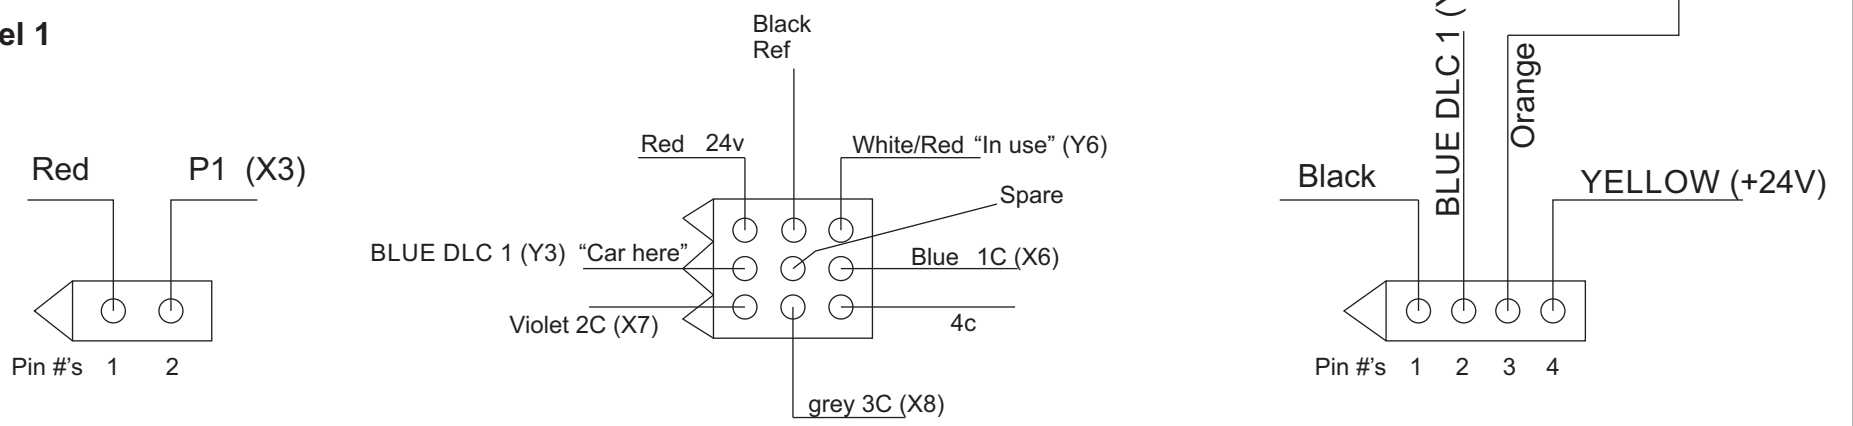 el 1
Black
Ref
Red 24v
White/Red “In use” (Y6)
Spare
Red
P1 (X3)
BLUE DLC 1 (Y3) “Car here”
Blue 1C (X6)
Violet 2C (X7)
4c
grey 3C (X8)
Pin #’s 1 2
BLUE DLC 1 (
Orange
Black
YELLOW (+24V)
Pin #’s 1 2 3 4